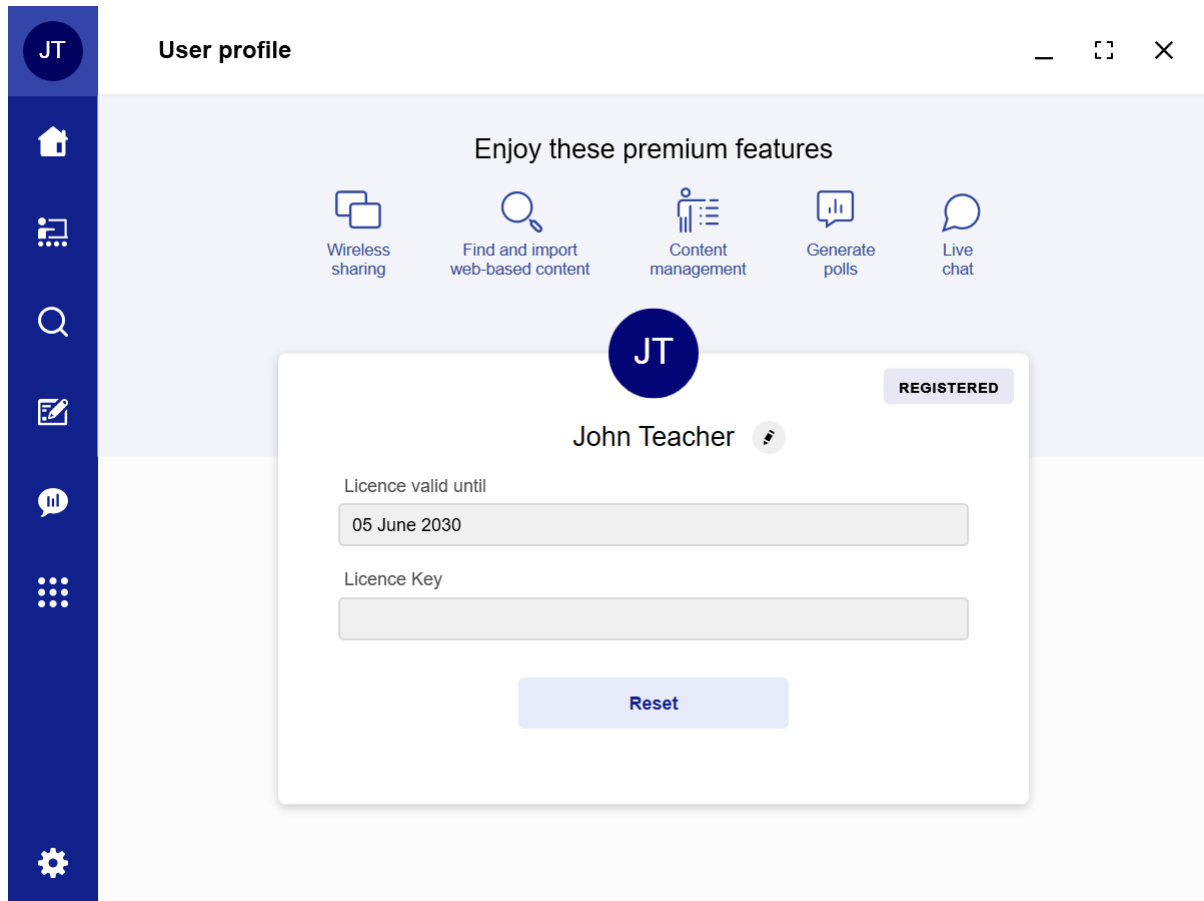 JT
User profile
Enjoy these premium features
Wireless
sharing
Find and import
web-based content
Content
management
Generate
polls
Live
chat
JT
REGISTERED
John Teacher
Licence valid until
05 June 2030
Licence Key
Reset